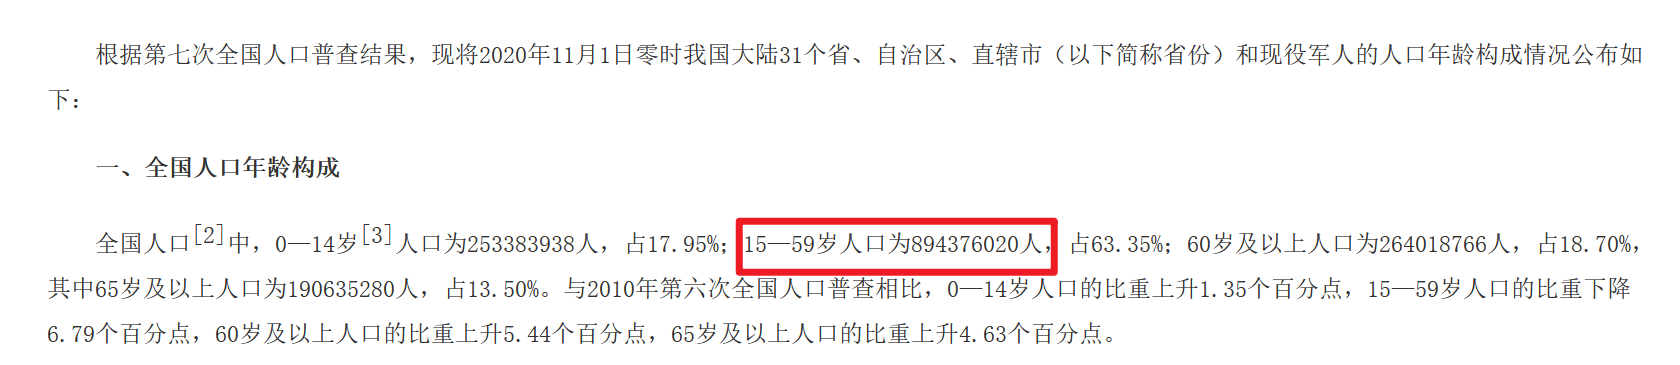 根据第七次全国人口普查结果，现将2020年11月1日零时我国大陆31个省、自治区、直辖市（以下简称省份）和现役军人的人口年龄构成情况公布如
下：
一、全国人口年龄构成
全国人口[2]中，0—14岁[3]人口为253383938人，占17.95%；15—59岁人口为894376020人，占63.35%；60岁及以上人口为264018766人，占18.70%，
其中65岁及以上人口为190635280人，占13.50%。与2010年第六次全国人口普查相比，0—14岁人口的比重上升1.35个百分点，15—59岁人口的比重下降
6.79个百分点，60岁及以上人口的比重上升5.44个百分点，65岁及以上人口的比重上升4.63个百分点。